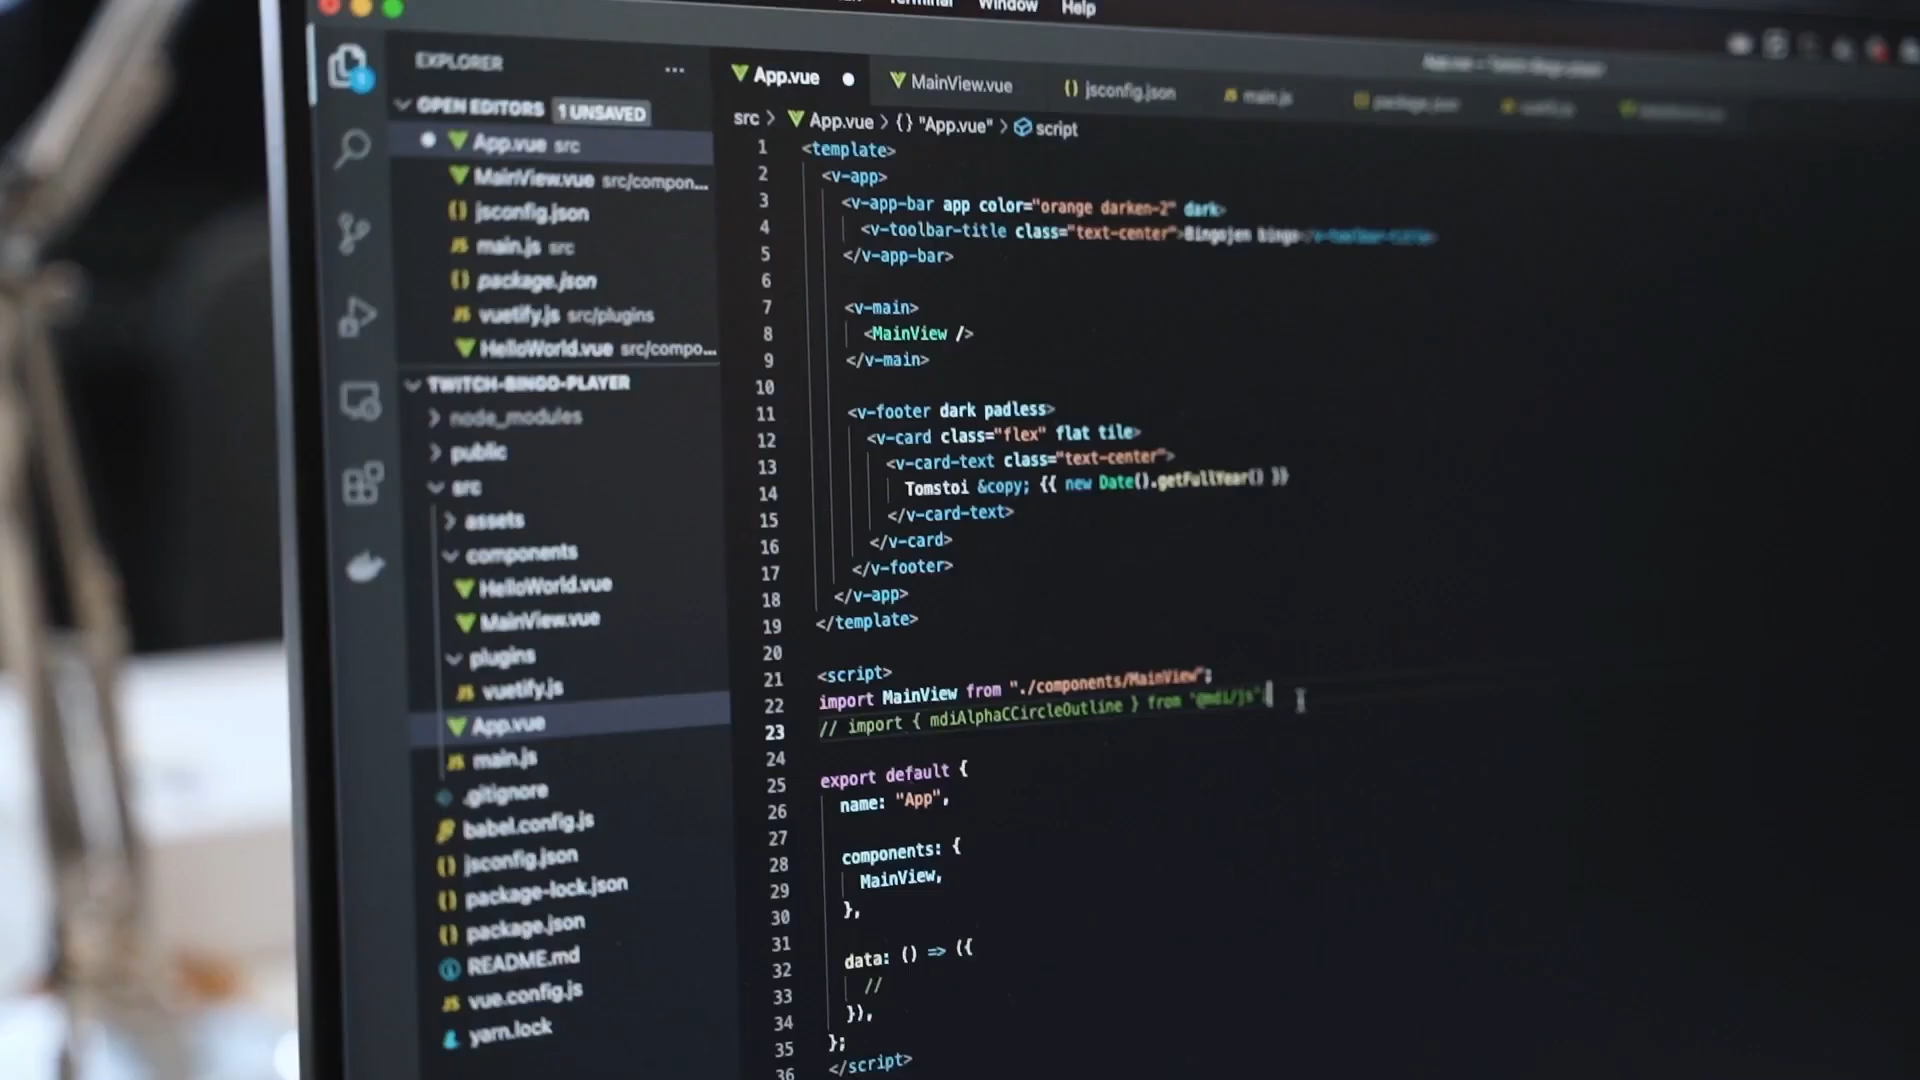 Terminal Window Help
EXPLORER
OPEN EDITORS 1 UNSAVED
App.vue src
MainView.vue src/compon...
jsconfig.json
main.js src
package.json
vuetify.js src/plugins
HelloWorld.vue src/compo...
TWITCH-BINGO-PLAYER
node_modules
public
src
assets
components
HelloWorld.vue
MainView.vue
plugins
vuetify.js
App.vue
main.js
.gitignore
babel.config.js
jsconfig.json
package-lock.json
package.json
README.md
vue.config.js
yarn.lock
App.vue MainView.vue jsconfig.json main.js package.json
src > App.vue > {} "App.vue" > script
1 <template>
2 <v-app>
3 <v-app-bar app color="orange darken-2" dark>
4 <v-toolbar-title class="text-center">Bingojen bingo</v-toolbar-title>
5 </v-app-bar>
6
7 <v-main>
8 <MainView />
9 </v-main>
10
11 <v-footer dark padless>
12 <v-card class="flex" flat tile>
13 <v-card-text class="text-center">
14 Tomstoi &copy; {{ new Date().getFullYear() }}
15 </v-card-text>
16 </v-card>
17 </v-footer>
18 </v-app>
19 </template>
20
21 <script>
22 import MainView from "./components/MainView";
23 // import { mdiAlphaCCircleOutline } from '@mdi/js'
24
25 export default {
26 name: "App",
27
28 components: {
29 MainView,
30 },
31
32 data: () => ({
33 //
34 }),
35 };
36 </script>